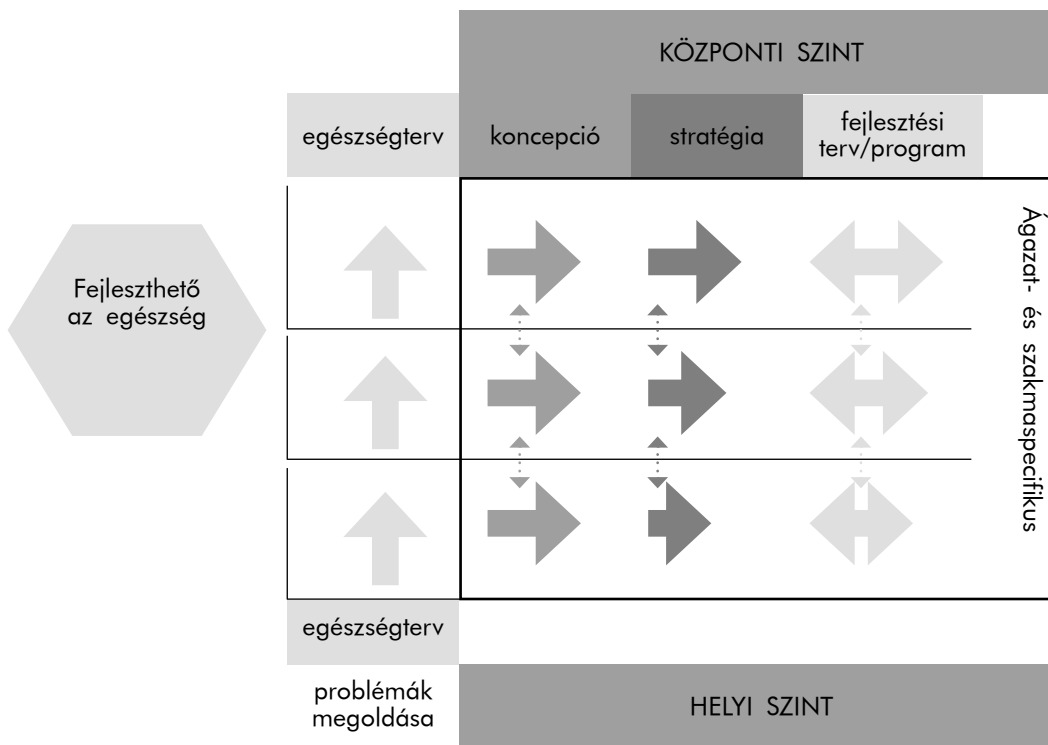 KÖZPONTI SZINT
egészségterv
koncepció
stratégia
fejlesztési
terv/program
Fejleszthető
az egészség
Ágazat- és szakmaspecifikus
egészségterv
problémák
megoldása
HELYI SZINT